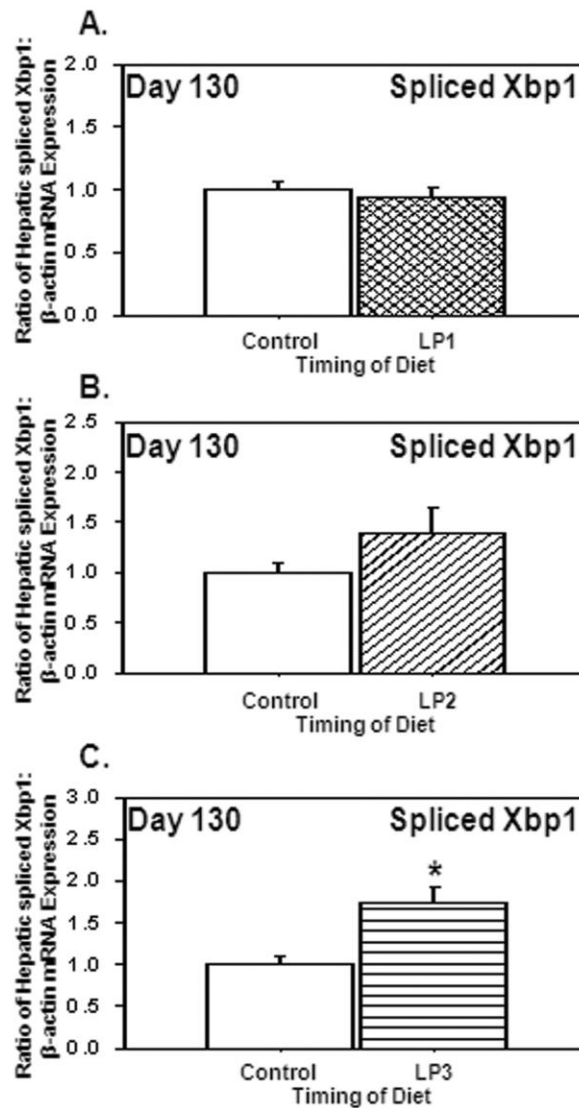 A.
Ratio of Hepatic spliced Xbp1:
β-actin mRNA Expression
2.0
1.5
1.0
0.5
0.0
Day 130 Spliced Xbp1
Control LP1
Timing of Diet
B.
Ratio of Hepatic spliced Xbp1:
β-actin mRNA Expression
2.5
2.0
1.5
1.0
0.5
0.0
Day 130 Spliced Xbp1
Control LP2
Timing of Diet
C.
Ratio of Hepatic spliced Xbp1:
β-actin mRNA Expression
3.0
2.5
2.0
1.5
1.0
0.5
0.0
Day 130 Spliced Xbp1
*
Control LP3
Timing of Diet